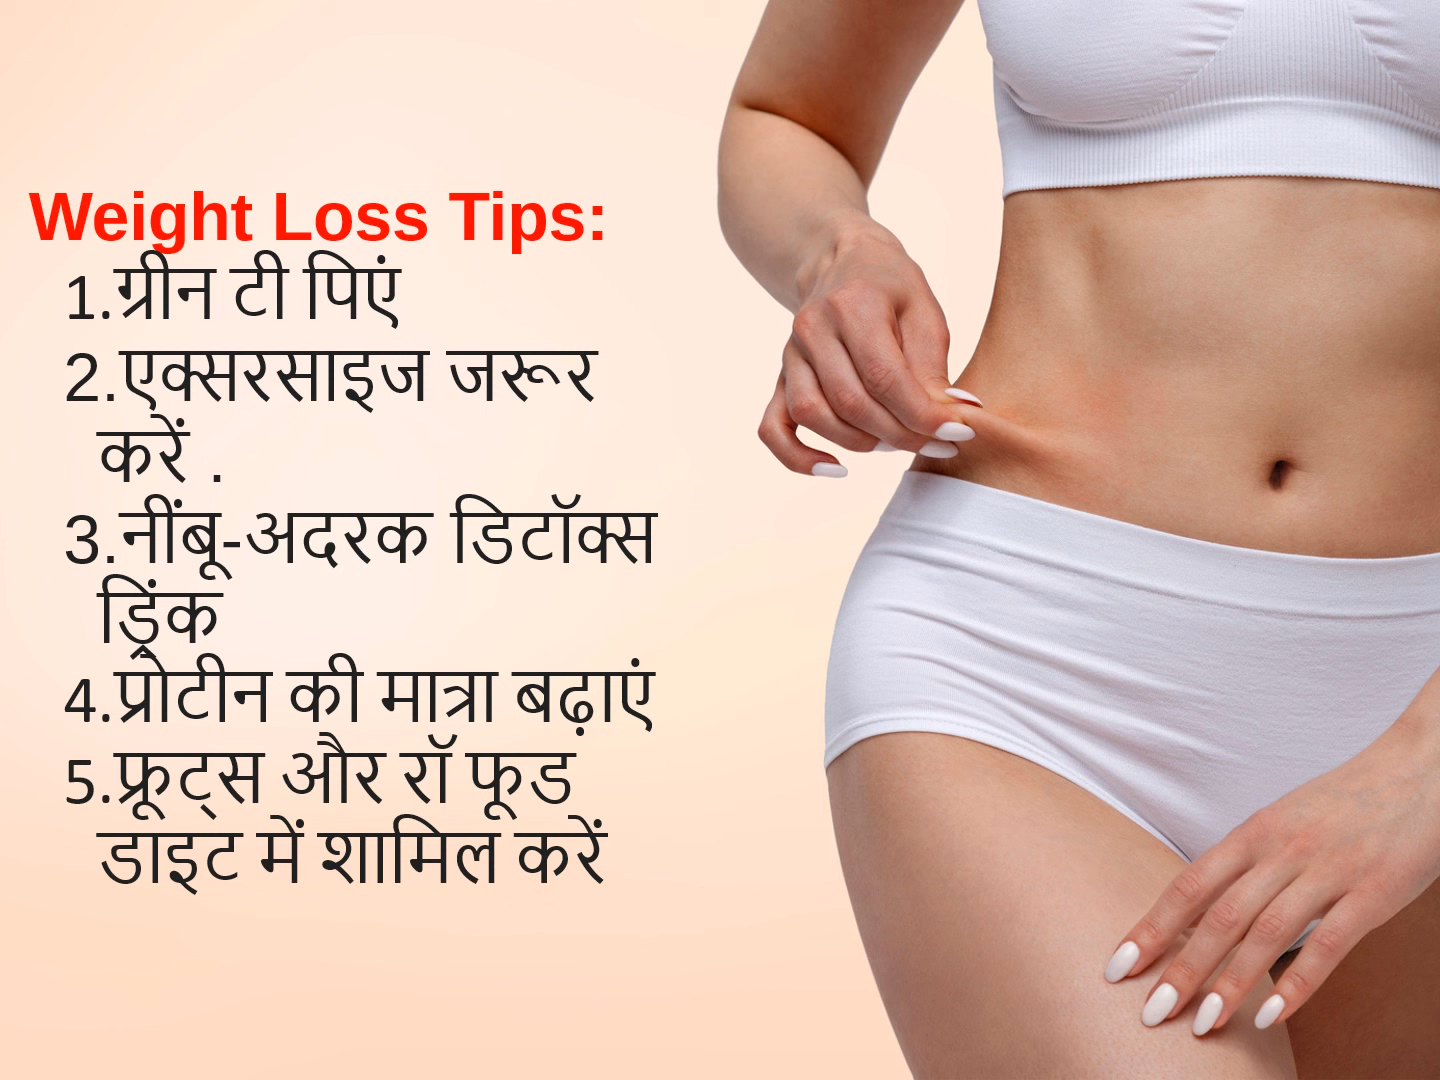 Weight Loss Tips:
1.ग्रीन टी पिएं
2.एक्सरसाइज जरूर
करें .
3.नींबू-अदरक डिटॉक्स
ड्रिंक
4.प्रोटीन की मात्रा बढ़ाएं
5.फ्रूट्स और रॉ फूड
डाइट में शामिल करें